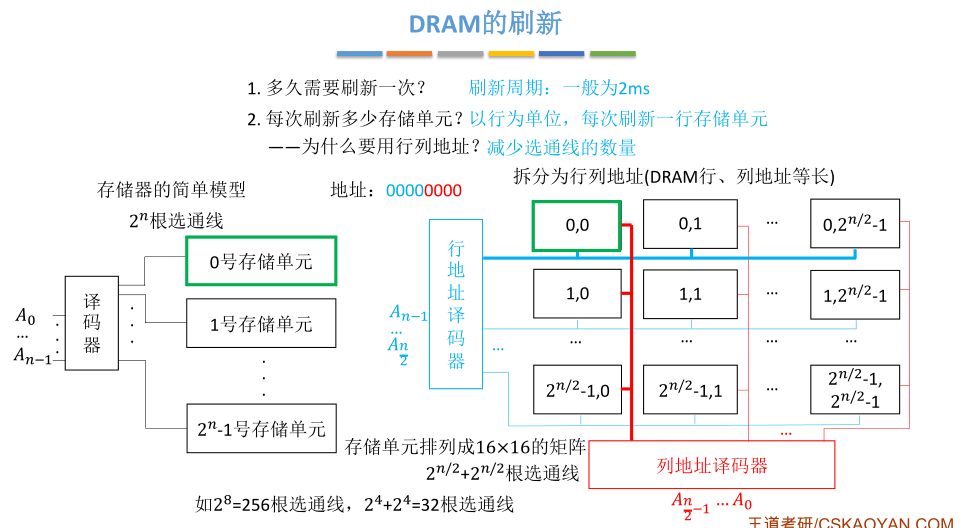 DRAM的刷新
1. 多久需要刷新一次？ 刷新周期：一般为2ms
2. 每次刷新多少存储单元？以行为单位，每次刷新一行存储单元
——为什么要用行列地址？减少选通线的数量
存储器的简单模型
地址：00000000
拆分为行列地址(DRAM行、列地址等长)
2ⁿ根选通线
0号存储单元
1号存储单元
⋮
2ⁿ-1号存储单元
译码器
A₀
...
Aₙ₋₁
行地址译码器
Aₙ₋₁
...
A_{n/2}
...
0,0 0,1 ... 0,2^{n/2}-1
1,0 1,1 ... 1,2^{n/2}-1
... ... ...
2^{n/2}-1,0 2^{n/2}-1,1 ... 2^{n/2}-1,
2^{n/2}-1
...
列地址译码器
A_{n/2-1} ... A₀
存储单元排列成16×16的矩阵
2^{n/2}+2^{n/2}根选通线
如2⁸=256根选通线，2⁴+2⁴=32根选通线
王道考研/CSKAOYAN.COM